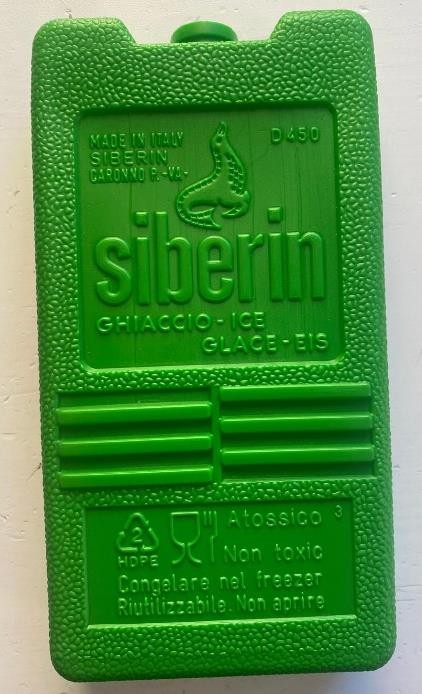 MADE IN ITALY
SIBERIN
CARONNO P. -VA-
D450
siberin
GHIACCIO - ICE
GLACE - EIS
2
HDPE
Atossico 3
Non toxic
Congelare nel freezer
Riutilizzabile. Non aprire